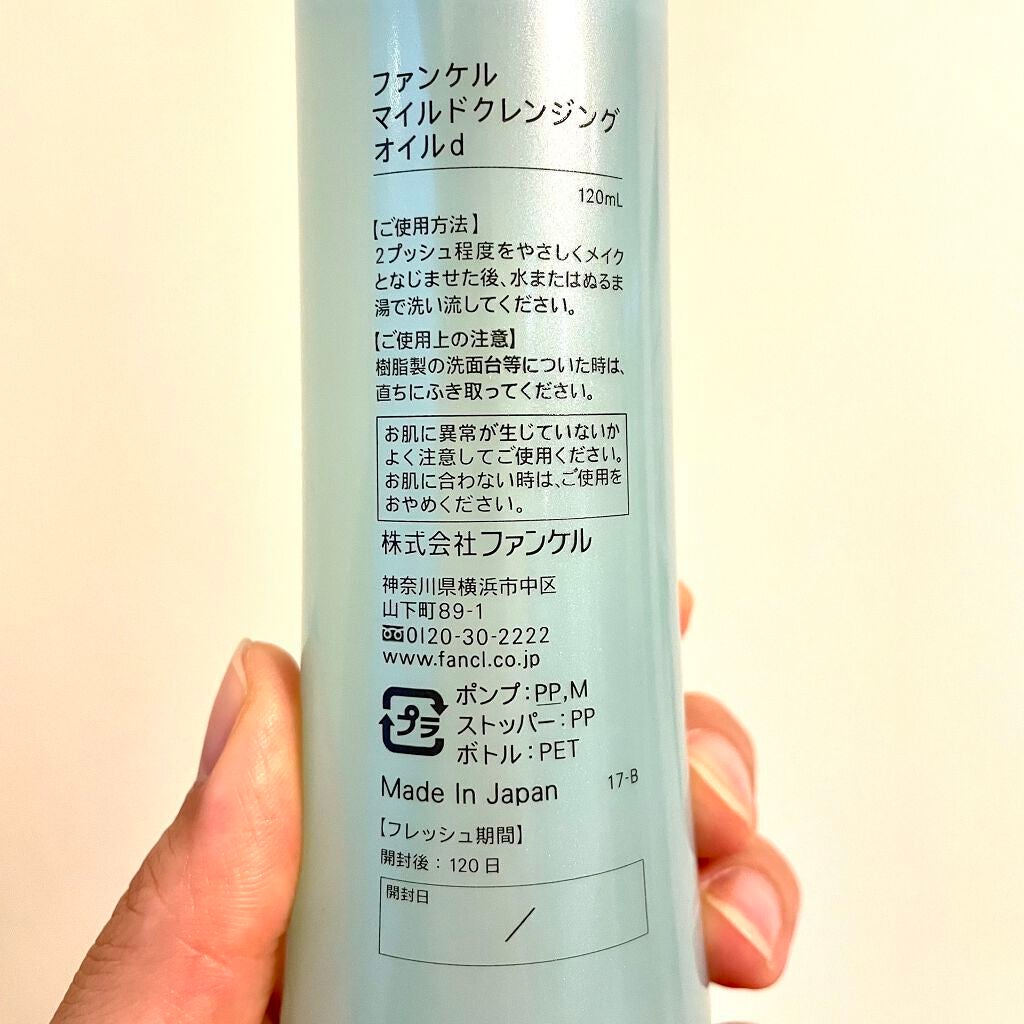 ファンケル
マイルドクレンジング
オイルd
120mL
【ご使用方法】
2プッシュ程度をやさしくメイク
となじませた後、水またはぬるま
湯で洗い流してください。
【ご使用上の注意】
樹脂製の洗面台等についた時は、
直ちにふき取ってください。
お肌に異常が生じていないか
よく注意してご使用ください。
お肌に合わない時は、ご使用を
おやめください。
株式会社ファンケル
神奈川県横浜市中区
山下町89-1
0120-30-2222
www.fancl.co.jp
プラ
ポンプ:PP,M
ストッパー:PP
ボトル:PET
Made In Japan
17-B
【フレッシュ期間】
開封後:120日
開封日
/